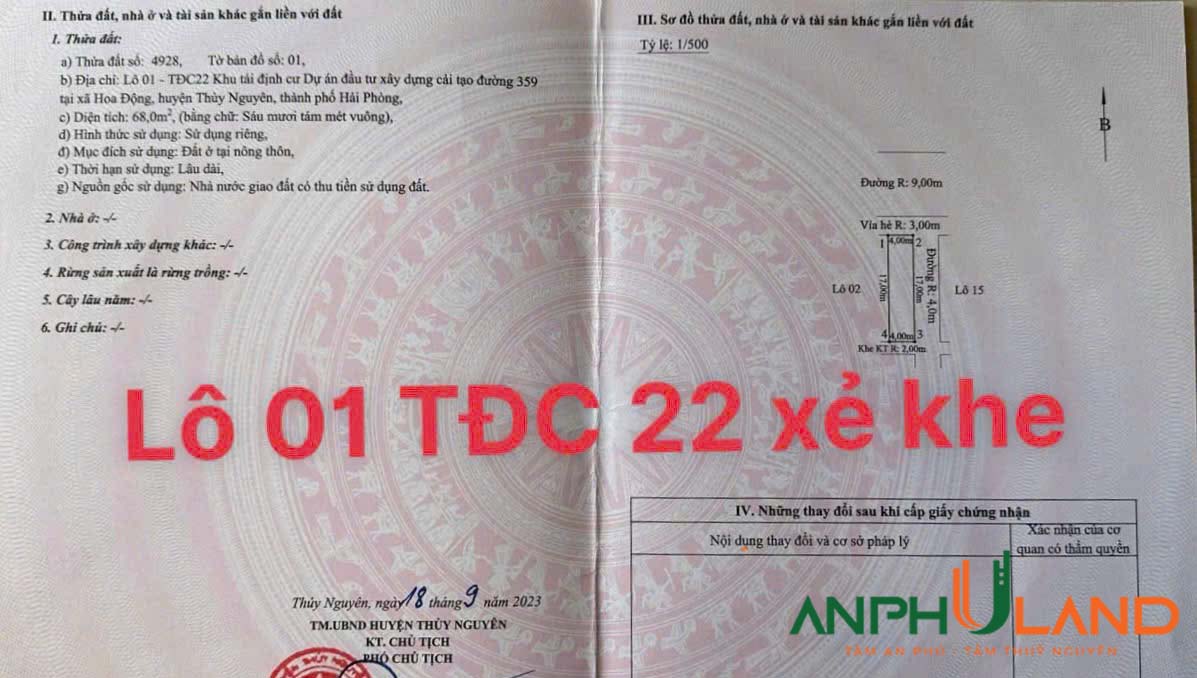 II. Thửa đất, nhà ở và tài sản khác gắn liền với đất
1. Thửa đất:
a) Thửa đất số: 4928, Tờ bản đồ số: 01,
b) Địa chỉ: Lô 01 - TĐC22 Khu tái định cư Dự án đầu tư xây dựng cải tạo đường 359
tại xã Hoa Động, huyện Thủy Nguyên, thành phố Hải Phòng,
c) Diện tích: 68,0m², (bằng chữ: Sáu mươi tám mét vuông),
d) Hình thức sử dụng: Sử dụng riêng,
đ) Mục đích sử dụng: Đất ở tại nông thôn,
e) Thời hạn sử dụng: Lâu dài,
g) Nguồn gốc sử dụng: Nhà nước giao đất có thu tiền sử dụng đất.
2. Nhà ở: -/-
3. Công trình xây dựng khác: -/-
4. Rừng sản xuất là rừng trồng: -/-
5. Cây lâu năm: -/-
6. Ghi chú: -/-
III. Sơ đồ thửa đất, nhà ở và tài sản khác gắn liền với đất
Tỷ lệ: 1/500
B
Đường R: 9,00m
Vỉa hè R: 3,00m
1 4,00m 2
Lô 02
17,00m
17,00m
Đường R: 4,0m
Lô 15
4 4,00m 3
Khe KT R: 2,00m
Lô 01 TĐC 22 xẻ khe
IV. Những thay đổi sau khi cấp giấy chứng nhận
Nội dung thay đổi và cơ sở pháp lý
Xác nhận của cơ
quan có thẩm quyền
Thủy Nguyên, ngày 18 tháng 9 năm 2023
TM.UBND HUYỆN THỦY NGUYÊN
KT. CHỦ TỊCH
PHÓ CHỦ TỊCH
ANPHULAND
TÂM AN PHÚ - TÂM THUỶ NGUYÊN